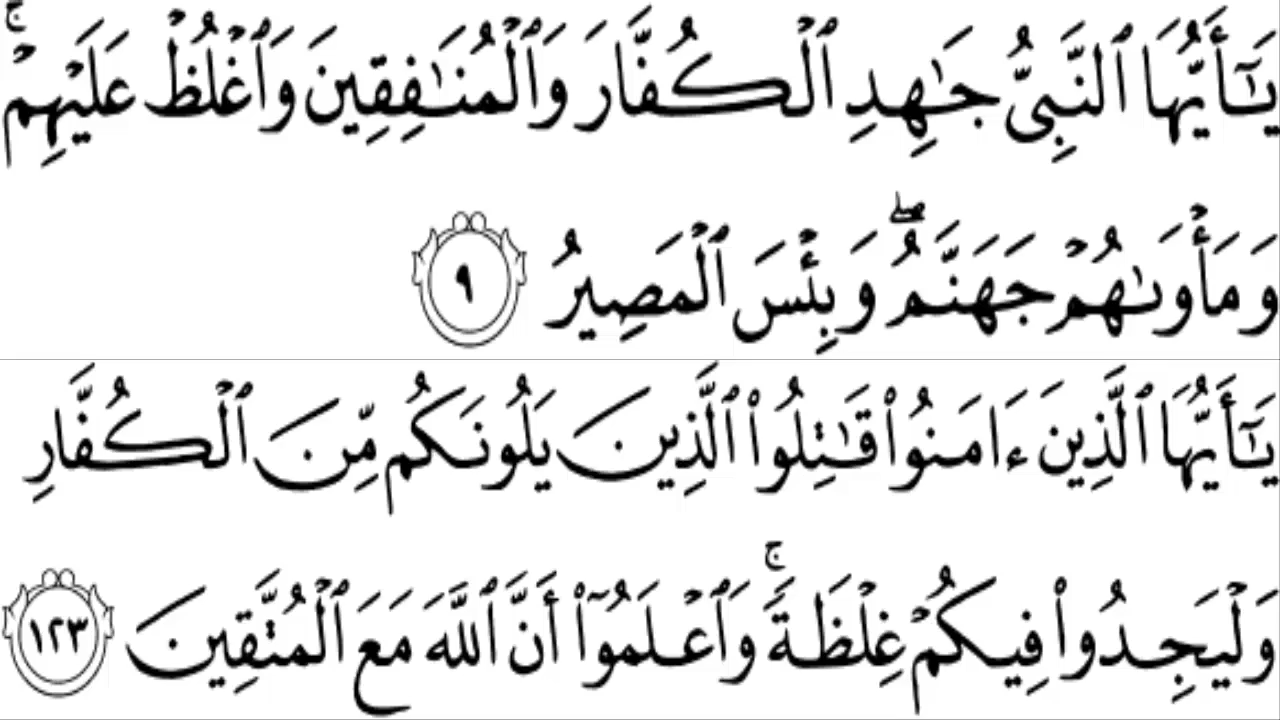 يَـٰٓأَيُّهَا ٱلنَّبِىُّ جَـٰهِدِ ٱلْكُفَّارَ وَٱلْمُنَـٰفِقِينَ وَٱغْلُظْ عَلَيْهِمْ ۚ
وَمَأْوَىٰهُمْ جَهَنَّمُ ۖ وَبِئْسَ ٱلْمَصِيرُ ٩
يَـٰٓأَيُّهَا ٱلَّذِينَ ءَامَنُوا۟ قَـٰتِلُوا۟ ٱلَّذِينَ يَلُونَكُم مِّنَ ٱلْكُفَّارِ
وَلْيَجِدُوا۟ فِيكُمْ غِلْظَةً ۚ وَٱعْلَمُوٓا۟ أَنَّ ٱللَّهَ مَعَ ٱلْمُتَّقِينَ ١٢٣